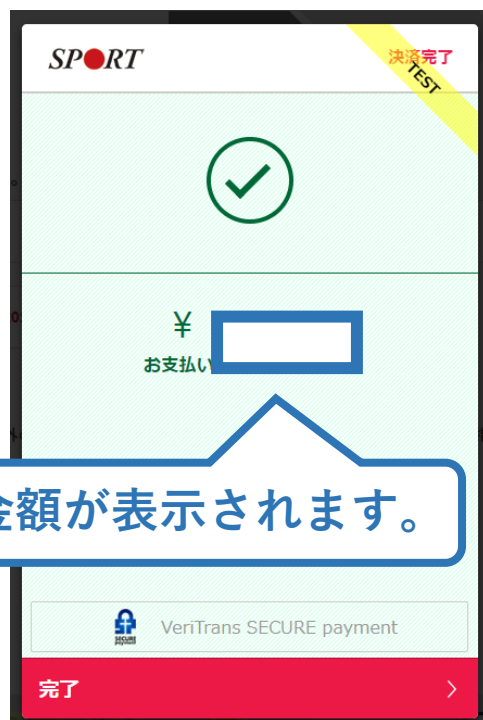 SPORT
決済完了
TEST
¥
お支払い
金額が表示されます。
SECURE
payment
VeriTrans SECURE payment
完了